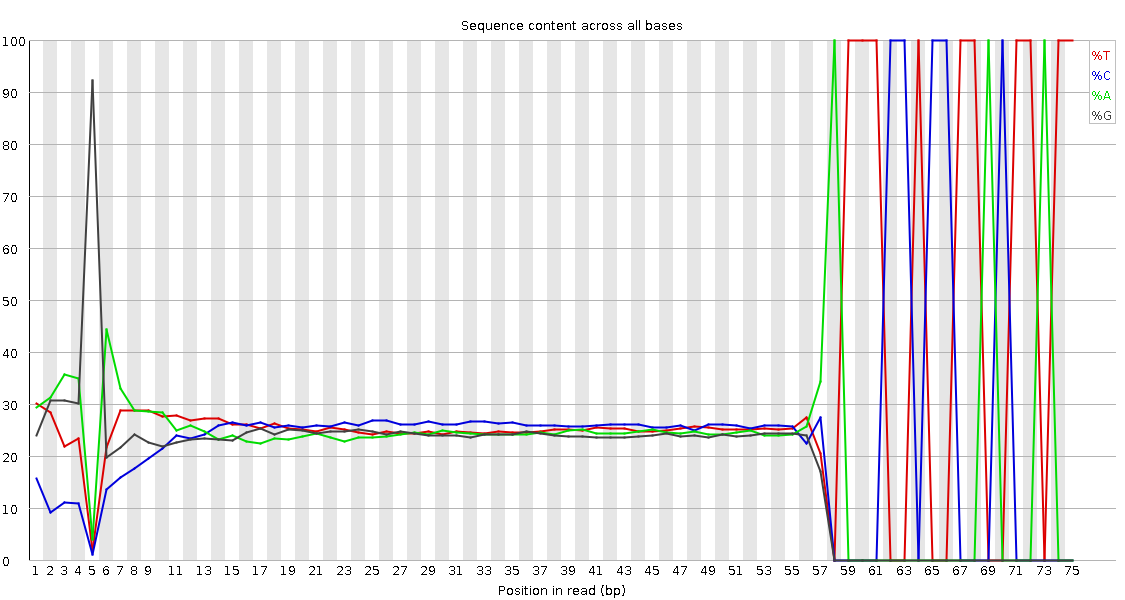 Sequence content across all bases
100
90
80
70
60
50
40
30
20
10
0
%T
%C
%A
%G
1 2 3 4 5 6 7 8 9 11 13 15 17 19 21 23 25 27 29 31 33 35 37 39 41 43 45 47 49 51 53 55 57 59 61 63 65 67 69 71 73 75
Position in read (bp)